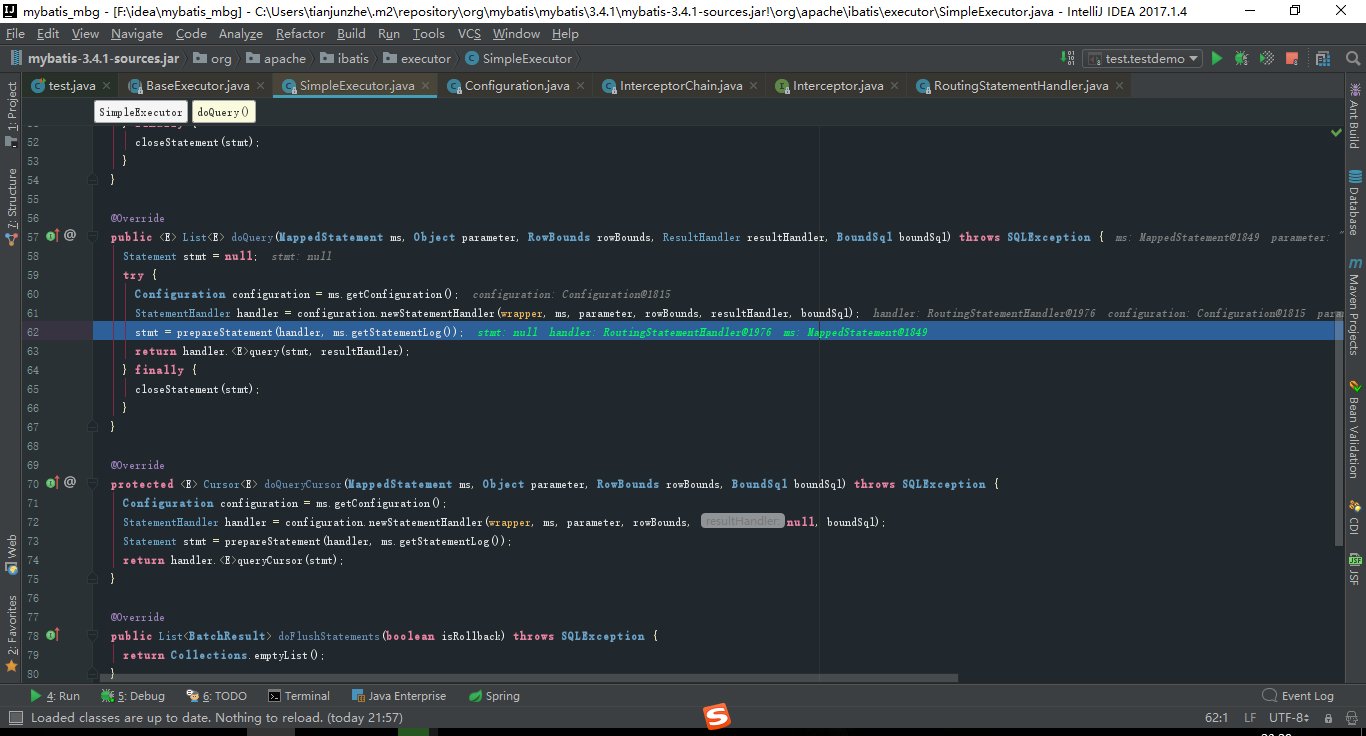 mybatis_mbg - [F:\idea\mybatis_mbg] - C:\Users\tianjunzhe\.m2\repository\org\mybatis\mybatis\3.4.1\mybatis-3.4.1-sources.jar!\org\apache\ibatis\executor\SimpleExecutor.java - IntelliJ IDEA 2017.1.4
File Edit View Navigate Code Analyze Refactor Build Run Tools VCS Window Help
mybatis-3.4.1-sources.jar org apache ibatis executor SimpleExecutor test.testdemo
test.java BaseExecutor.java SimpleExecutor.java Configuration.java InterceptorChain.java Interceptor.java RoutingStatementHandler.java
SimpleExecutor doQuery()
52 closeStatement(stmt);
53 }
54 }
55
56 @Override
57 public <E> List<E> doQuery(MappedStatement ms, Object parameter, RowBounds rowBounds, ResultHandler resultHandler, BoundSql boundSql) throws SQLException { ms: MappedStatement@1849 parameter: "
58 Statement stmt = null; stmt: null
59 try {
60 Configuration configuration = ms.getConfiguration(); configuration: Configuration@1815
61 StatementHandler handler = configuration.newStatementHandler(wrapper, ms, parameter, rowBounds, resultHandler, boundSql); handler: RoutingStatementHandler@1976 configuration: Configuration@1815 para
62 stmt = prepareStatement(handler, ms.getStatementLog()); stmt: null handler: RoutingStatementHandler@1976 ms: MappedStatement@1849
63 return handler.<E>query(stmt, resultHandler);
64 } finally {
65 closeStatement(stmt);
66 }
67 }
68
69 @Override
70 protected <E> Cursor<E> doQueryCursor(MappedStatement ms, Object parameter, RowBounds rowBounds, BoundSql boundSql) throws SQLException {
71 Configuration configuration = ms.getConfiguration();
72 StatementHandler handler = configuration.newStatementHandler(wrapper, ms, parameter, rowBounds, resultHandler: null, boundSql);
73 Statement stmt = prepareStatement(handler, ms.getStatementLog());
74 return handler.<E>queryCursor(stmt);
75 }
76
77 @Override
78 public List<BatchResult> doFlushStatements(boolean isRollback) throws SQLException {
79 return Collections.emptyList();
80 }
1: Project
7: Structure
Web
2: Favorites
Ant Build
Database
m Maven Projects
Bean Validation
CDI
JSF
4: Run 5: Debug 6: TODO Terminal Java Enterprise Spring Event Log
Loaded classes are up to date. Nothing to reload. (today 21:57) 62:1 LF UTF-8